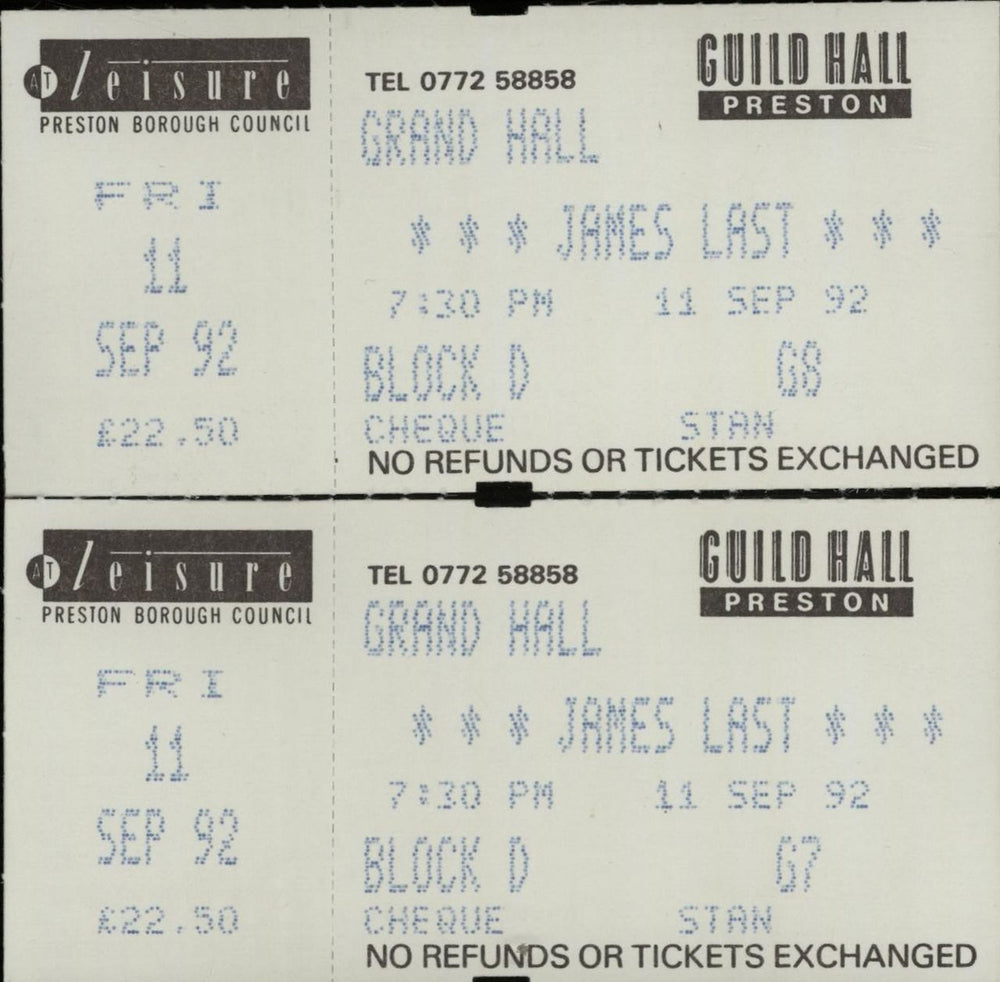 AT leisure
PRESTON BOROUGH COUNCIL
FRI
11
SEP 92
£22.50
TEL 0772 58858
GUILD HALL
PRESTON
GRAND HALL
* * * JAMES LAST * * *
7:30 PM 11 SEP 92
BLOCK D G8
CHEQUE STAN
NO REFUNDS OR TICKETS EXCHANGED
AT leisure
PRESTON BOROUGH COUNCIL
FRI
11
SEP 92
£22.50
TEL 0772 58858
GUILD HALL
PRESTON
GRAND HALL
* * * JAMES LAST * * *
7:30 PM 11 SEP 92
BLOCK D G7
CHEQUE STAN
NO REFUNDS OR TICKETS EXCHANGED